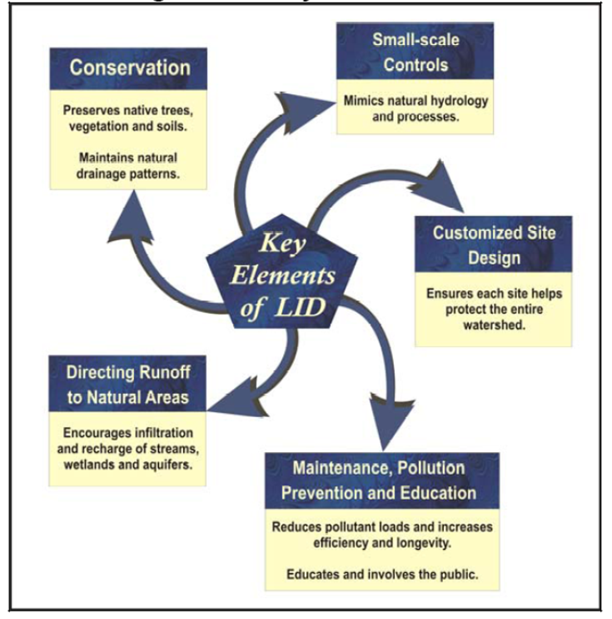 Key
Elements
of LID
Conservation
Preserves native trees,
vegetation and soils.
Maintains natural
drainage patterns.
Small-scale
Controls
Mimics natural hydrology
and processes.
Customized Site
Design
Ensures each site helps
protect the entire
watershed.
Directing Runoff
to Natural Areas
Encourages infiltration
and recharge of streams,
wetlands and aquifers.
Maintenance, Pollution
Prevention and Education
Reduces pollutant loads and increases
efficiency and longevity.
Educates and involves the public.